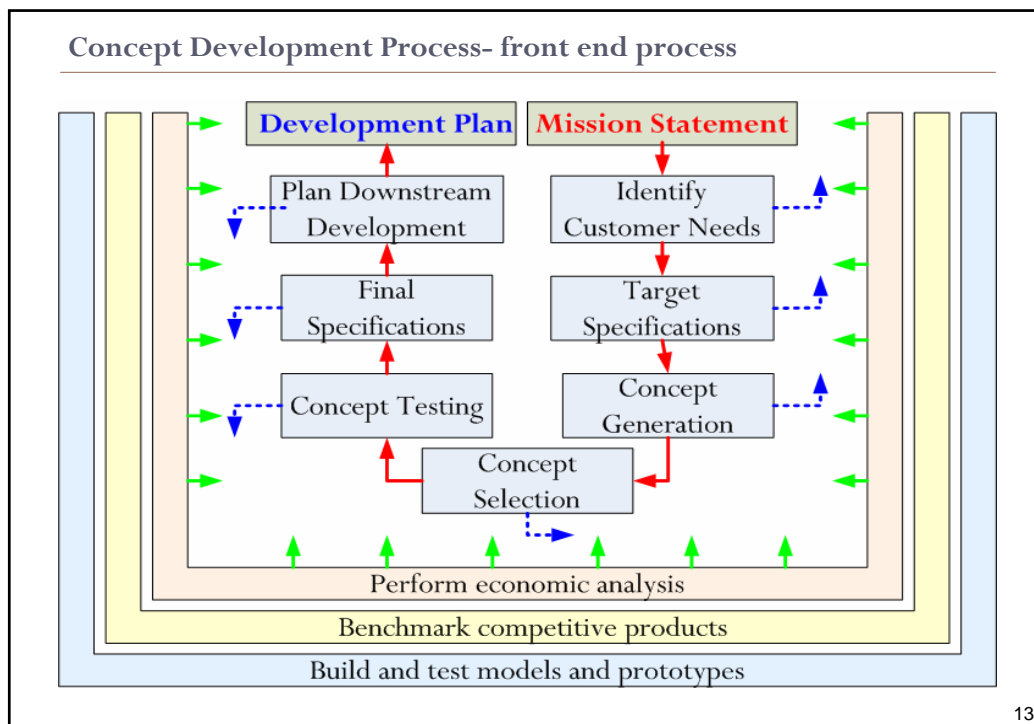 Concept Development Process- front end process
Development Plan
Mission Statement
Plan Downstream
Development
Identify
Customer Needs
Final
Specifications
Target
Specifications
Concept Testing
Concept
Generation
Concept
Selection
Perform economic analysis
Benchmark competitive products
Build and test models and prototypes
13